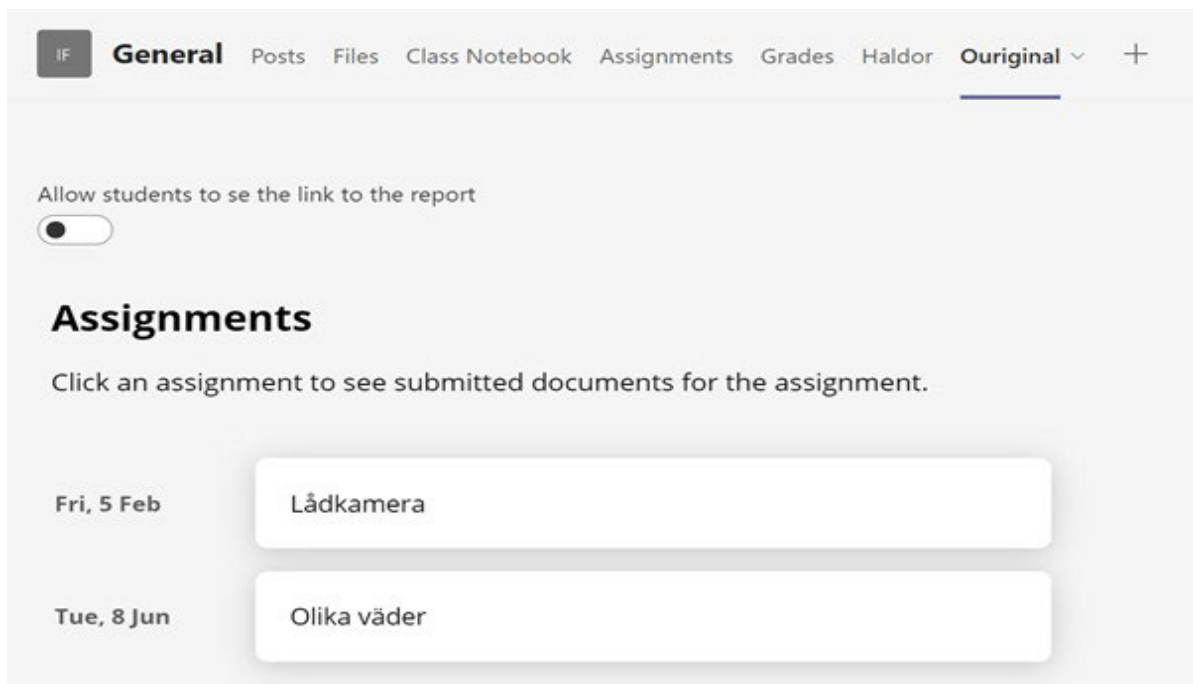 IF General Posts Files Class Notebook Assignments Grades Haldor Ouriginal
Allow students to se the link to the report
Assignments
Click an assignment to see submitted documents for the assignment.
Fri, 5 Feb Lådkamera
Tue, 8 Jun Olika väder